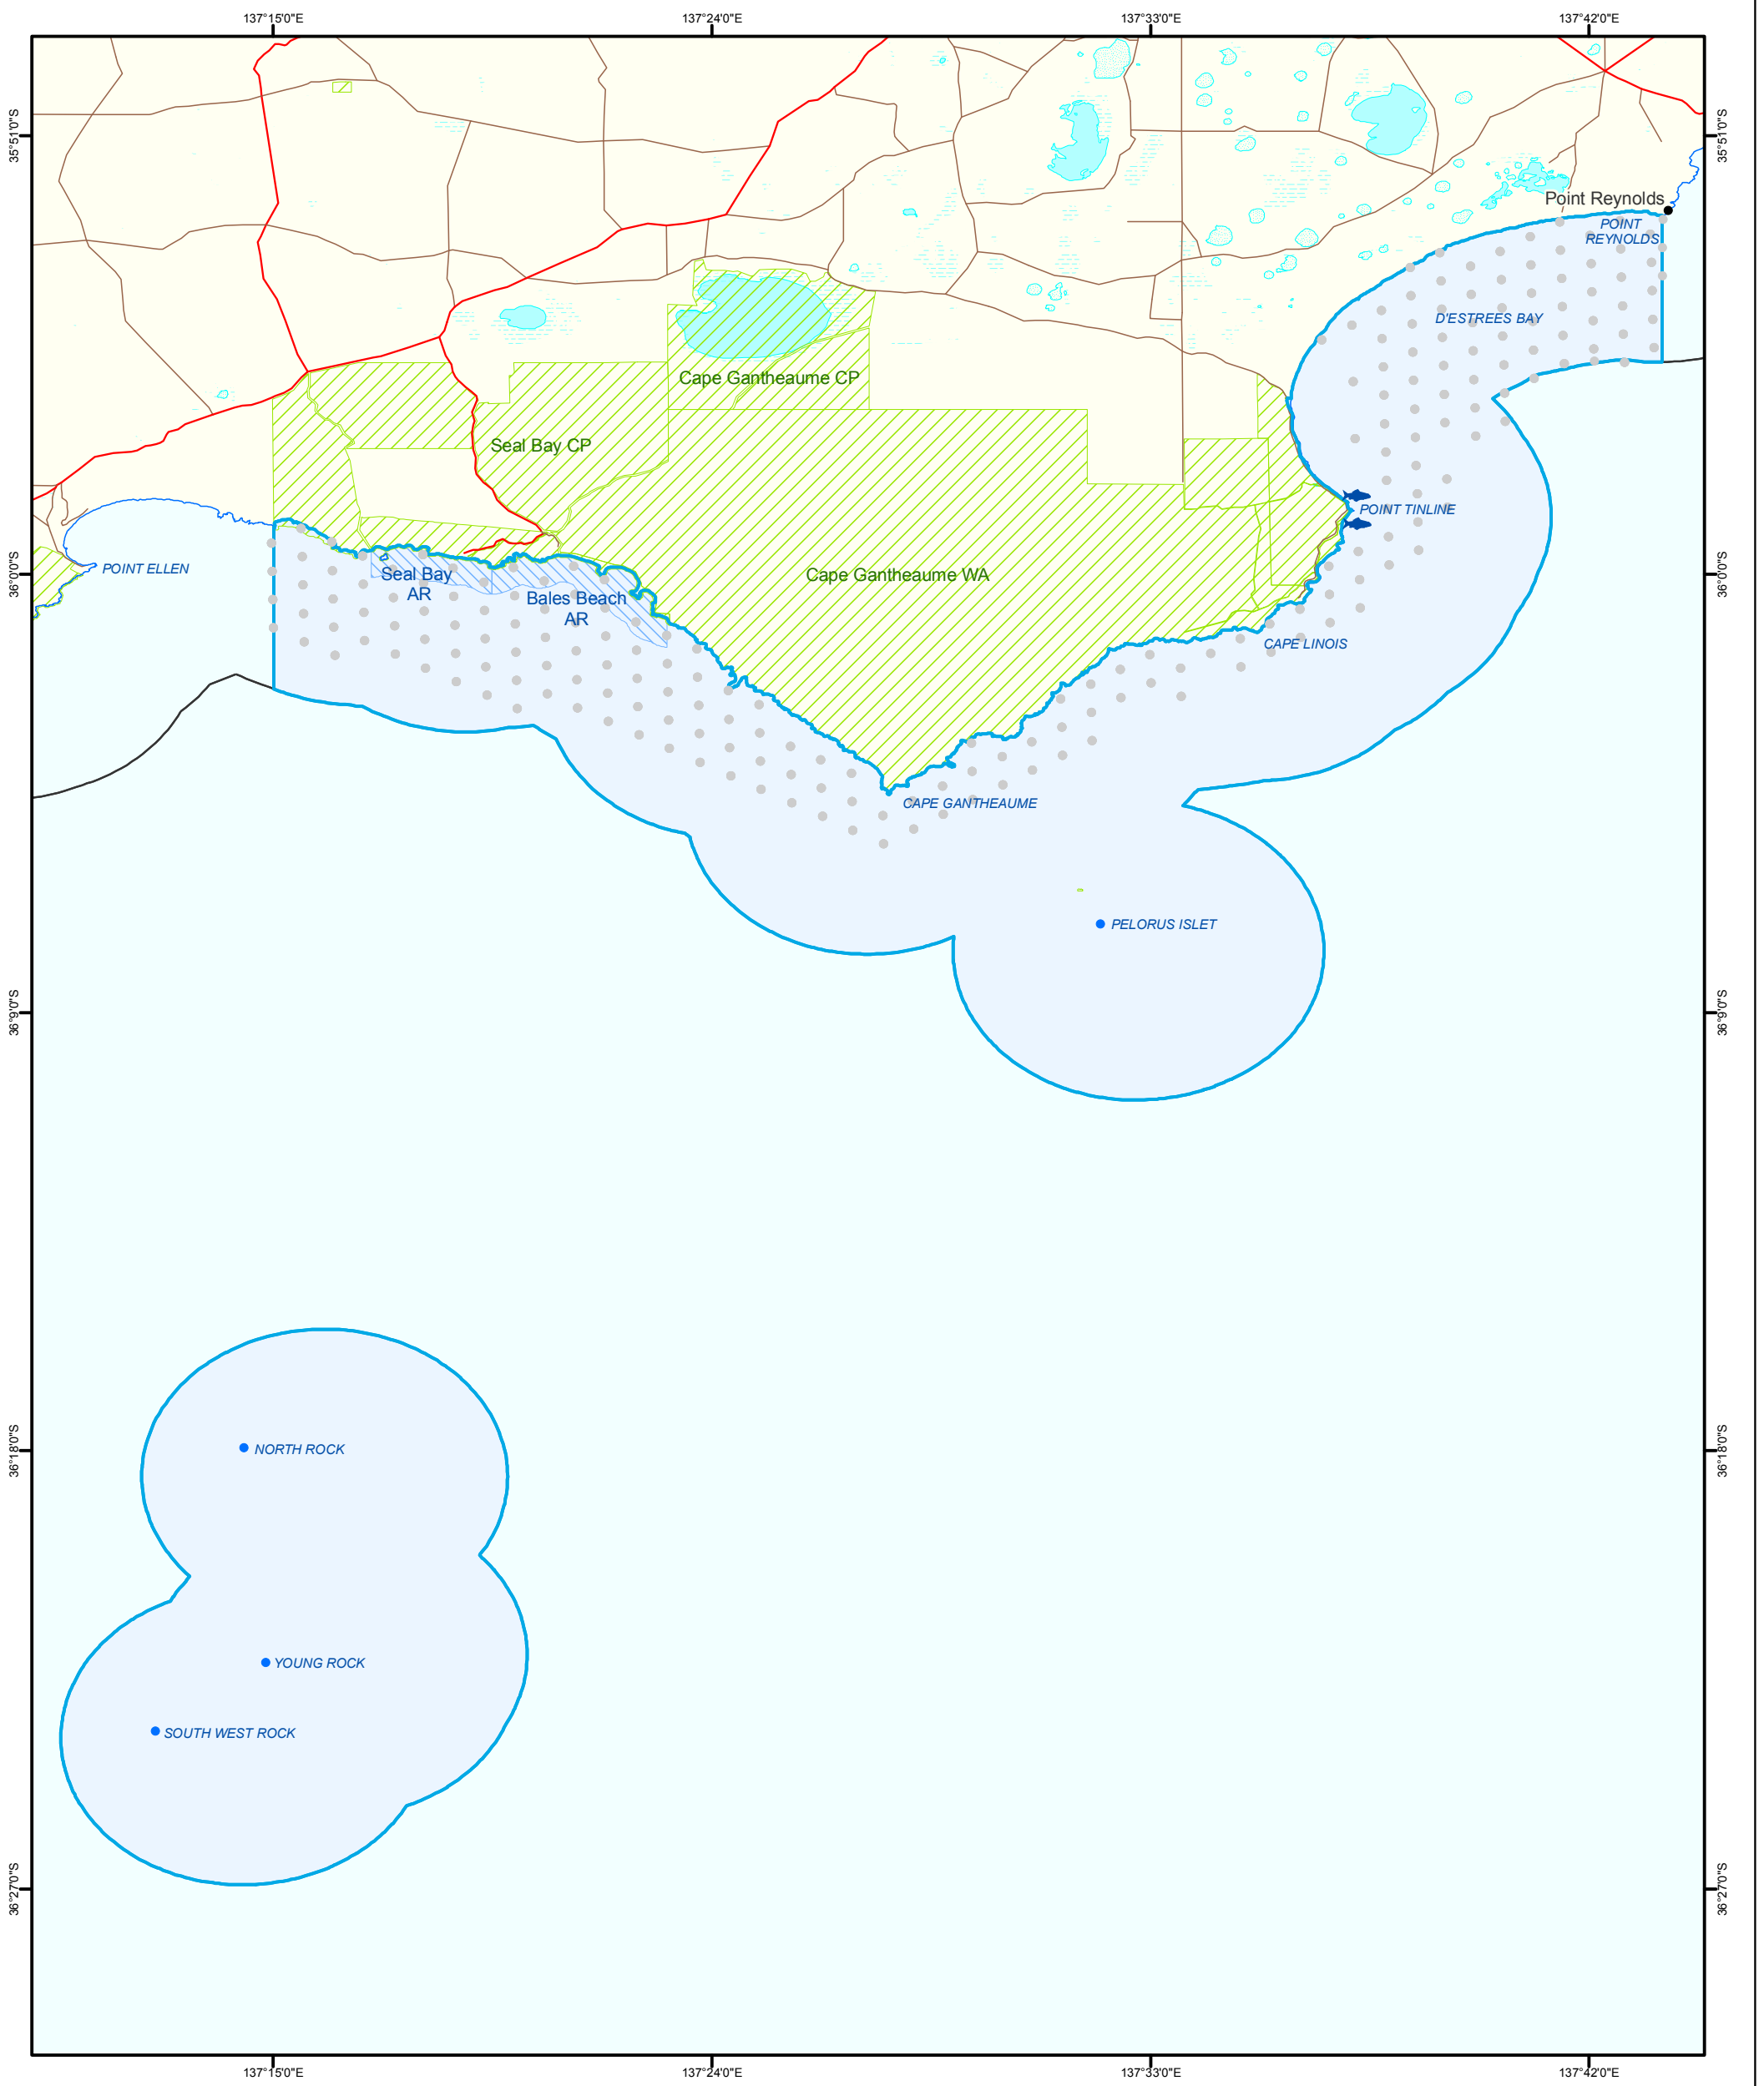 137°15'0"E
137°24'0"E
137°33'0"E
137°42'0"E
35°51'0"S
35°51'0"S
Point Reynolds
POINT
REYNOLDS
D'ESTREES BAY
Cape Gantheaume CP
Seal Bay CP
POINT TINLINE
POINT ELLEN
36°0'0"S
Seal Bay
AR
Bales Beach
AR
Cape Gantheaume WA
36°0'0"S
CAPE LINOIS
CAPE GANTHEAUME
PELORUS ISLET
36°9'0"S
36°9'0"S
NORTH ROCK
36°18'0"S
36°18'0"S
YOUNG ROCK
SOUTH WEST ROCK
36°27'0"S
36°27'0"S
137°15'0"E
137°24'0"E
137°33'0"E
137°42'0"E